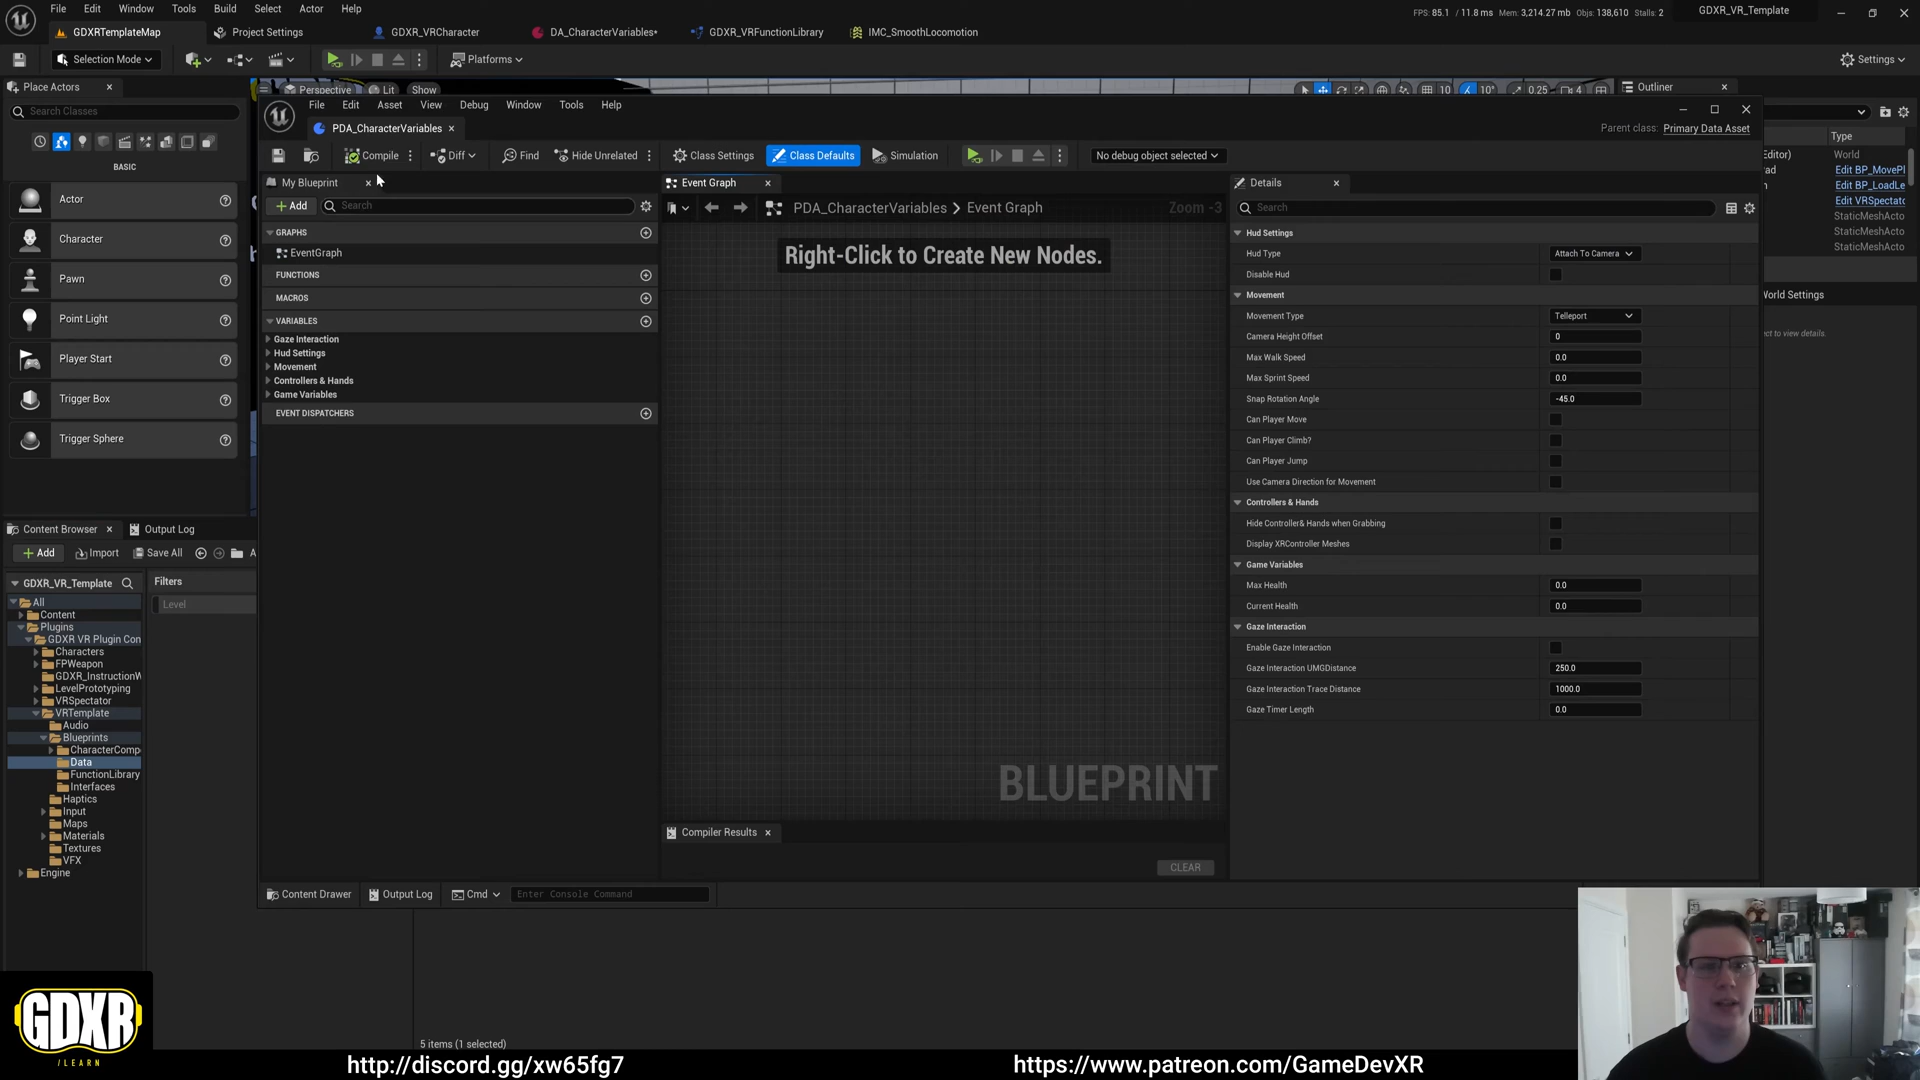 File Edit Window Tools Build Select Actor Help
FPS: 85.1 / 11.8 ms Mem: 3,214.27 mb Objs: 138,610 Stalls: 2
GDXR_VR_Template
GDXRTemplateMap
Project Settings
GDXR_VRCharacter
DA_CharacterVariables*
GDXR_VRFunctionLibrary
IMC_SmoothLocomotion
Selection Mode
Platforms
Settings
Place Actors
Search Classes
BASIC
Actor
Character
Pawn
Point Light
Player Start
Trigger Box
Trigger Sphere
Perspective Lit Show
10 10° 0.25 4
Outliner
Type
World
Edit BP_MovePl
Edit BP_LoadLe
Edit VRSpectato
StaticMeshActo
StaticMeshActo
StaticMeshActo
File Edit Asset View Debug Window Tools Help
PDA_CharacterVariables
Parent class: Primary Data Asset
Compile
Diff
Find
Hide Unrelated
Class Settings
Class Defaults
Simulation
No debug object selected
My Blueprint
Add
Search
GRAPHS
EventGraph
FUNCTIONS
MACROS
VARIABLES
Gaze Interaction
Hud Settings
Movement
Controllers & Hands
Game Variables
EVENT DISPATCHERS
Event Graph
PDA_CharacterVariables > Event Graph
Zoom -3
Right-Click to Create New Nodes.
BLUEPRINT
Compiler Results
CLEAR
Details
Search
Hud Settings
Hud Type Attach To Camera
Disable Hud
Movement
Movement Type Telleport
Camera Height Offset 0
Max Walk Speed 0.0
Max Sprint Speed 0.0
Snap Rotation Angle -45.0
Can Player Move
Can Player Climb?
Can Player Jump
Use Camera Direction for Movement
Controllers & Hands
Hide Controller& Hands when Grabbing
Display XRController Meshes
Game Variables
Max Health 0.0
Current Health 0.0
Gaze Interaction
Enable Gaze Interaction
Gaze Interaction UMGDistance 250.0
Gaze Interaction Trace Distance 1000.0
Gaze Timer Length 0.0
World Settings
ct to view details.
Content Drawer
Output Log
Cmd
Enter Console Command
Content Browser
Output Log
Add
Import
Save All
A
GDXR_VR_Template
Filters
Level
All
Content
Plugins
GDXR VR Plugin Con
Characters
FPWeapon
GDXR_InstructionW
LevelPrototyping
VRSpectator
VRTemplate
Audio
Blueprints
CharacterComp
Data
FunctionLibrary
Interfaces
Haptics
Input
Maps
Materials
Textures
VFX
Engine
5 items (1 selected)
GDXR
/LEARN
http://discord.gg/xw65fg7
https://www.patreon.com/GameDevXR